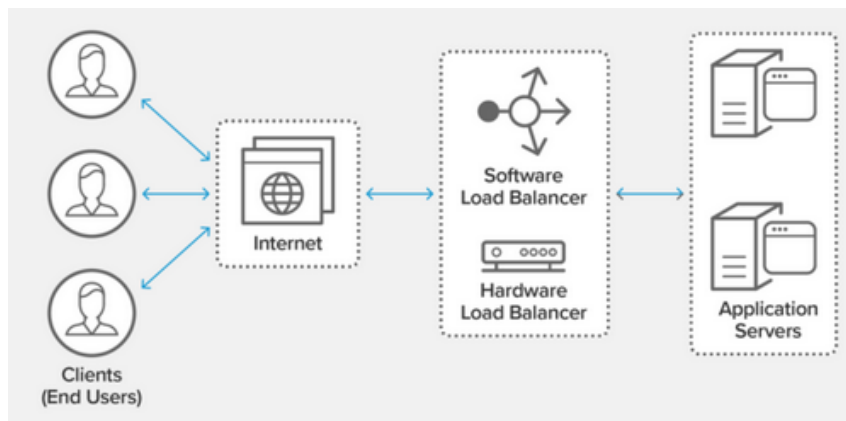 Clients
(End Users)
Internet
Software
Load Balancer
Hardware
Load Balancer
Application
Servers